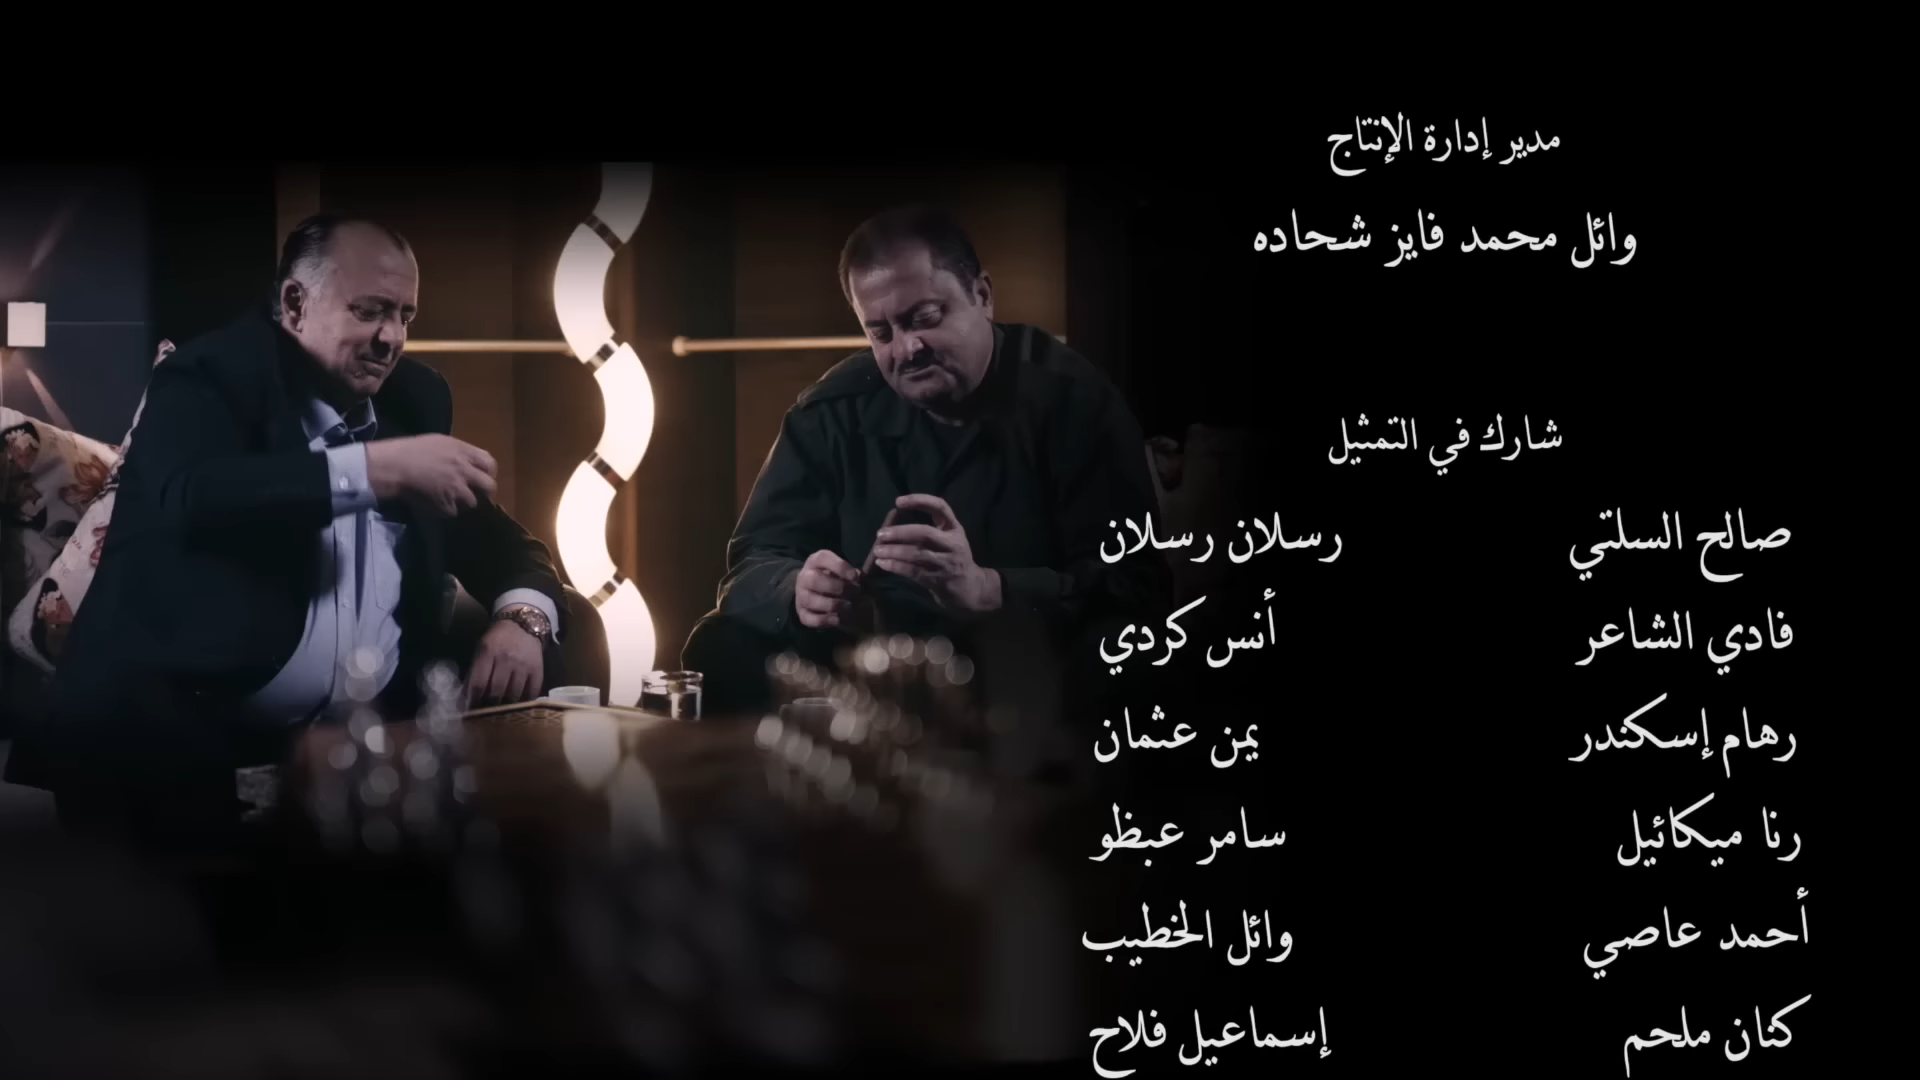 مدير إدارة الإنتاج
وائل محمد فايز شحاده
شارك في التمثيل
صالح السلتي رسلان رسلان
فادي الشاعر أنس كردي
رهام إسكندر يمن عثمان
رنا ميكائيل سامر عبظو
أحمد عاصي وائل الخطيب
كنان ملحم إسماعيل فلاح